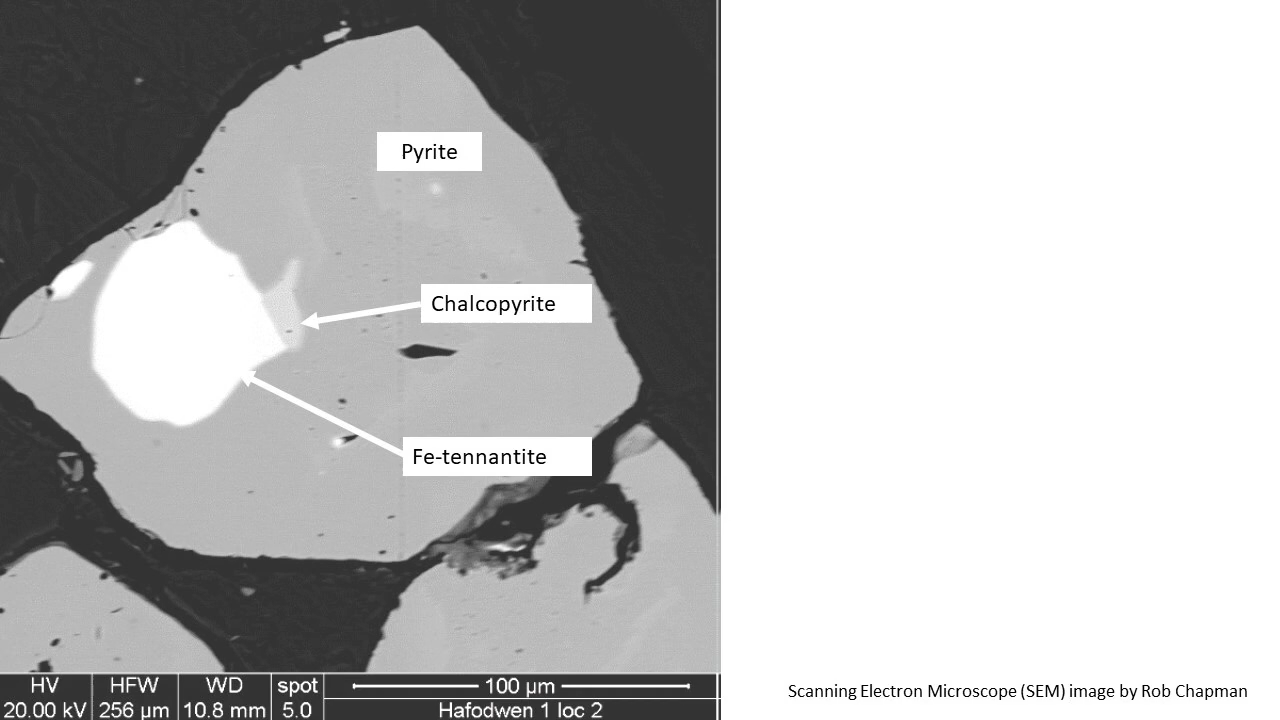 Pyrite
Chalcopyrite
Fe-tennantite
HV HFW WD spot 100 µm
20.00 kV 256 µm 10.8 mm 5.0 Hafodwen 1 loc 2
Scanning Electron Microscope (SEM) image by Rob Chapman